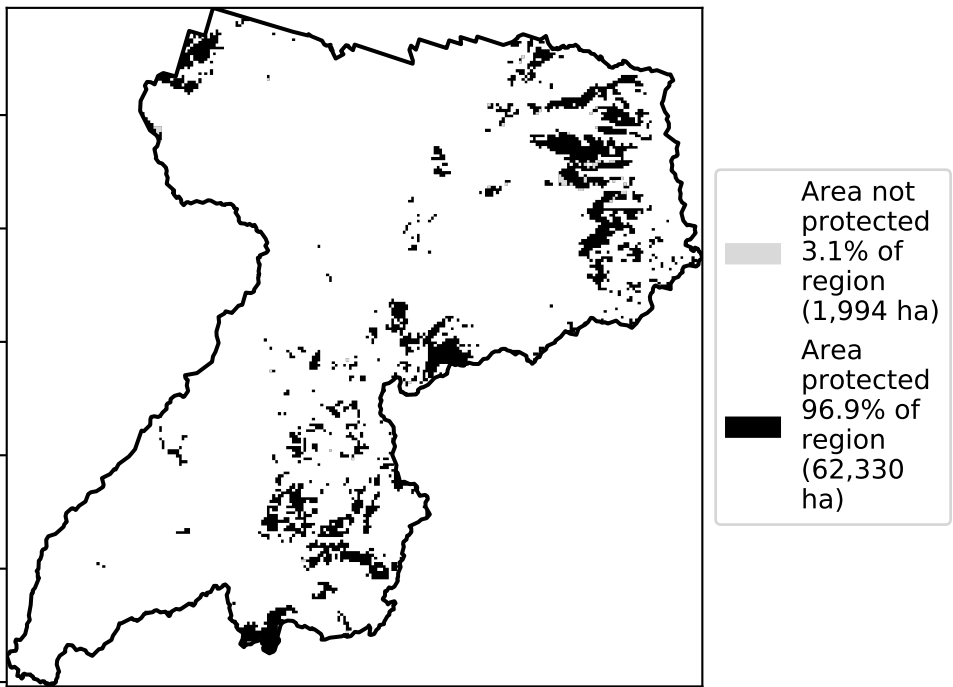 Area not
protected
3.1% of
region
(1,994 ha)
Area
protected
96.9% of
region
(62,330
ha)